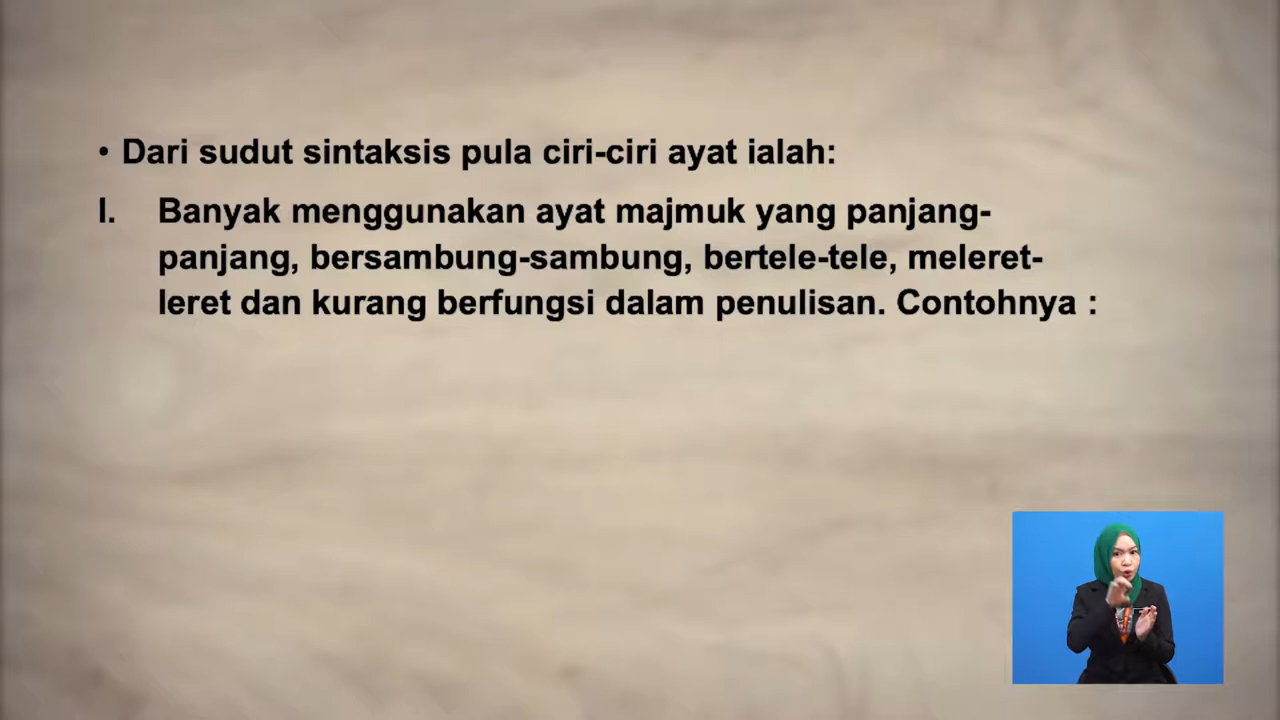 • Dari sudut sintaksis pula ciri-ciri ayat ialah:
I. Banyak menggunakan ayat majmuk yang panjang-
panjang, bersambung-sambung, bertele-tele, meleret-
leret dan kurang berfungsi dalam penulisan. Contohnya :